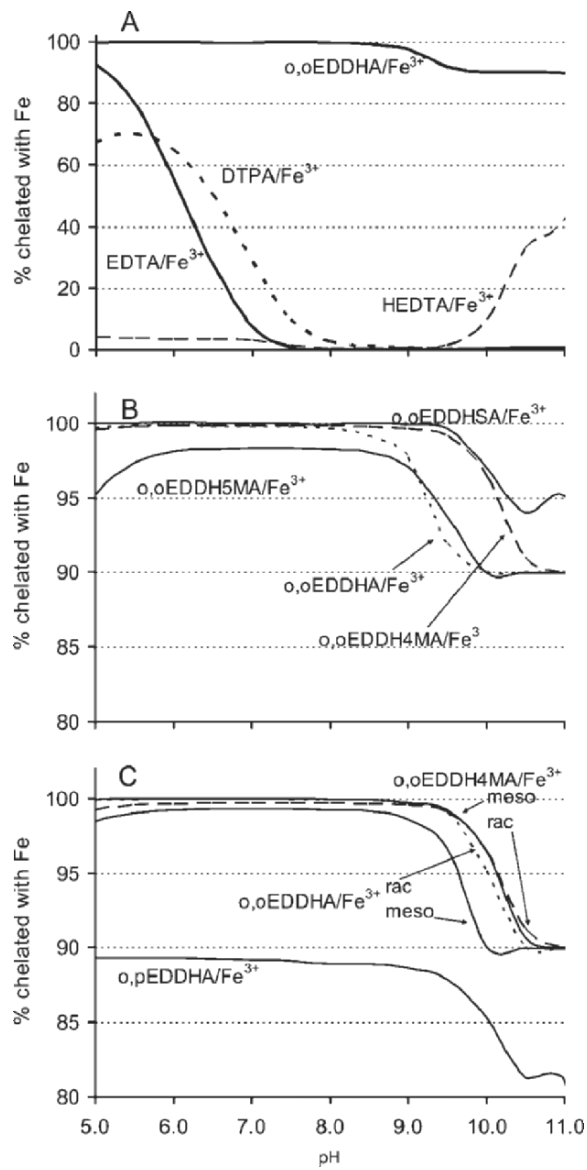 A
100
80
60
40
20
0
% chelated with Fe
o,oEDDHA/Fe³⁺
DTPA/Fe³⁺
EDTA/Fe³⁺
HEDTA/Fe³⁺
B
100
95
90
85
80
% chelated with Fe
o,oEDDHSA/Fe³⁺
o,oEDDH5MA/Fe³⁺
o,oEDDHA/Fe³⁺
o,oEDDH4MA/Fe³
C
100
95
90
85
80
% chelated with Fe
o,oEDDH4MA/Fe³⁺
meso
rac
o,oEDDHA/Fe³⁺ rac
meso
o,pEDDHA/Fe³⁺
5.0 6.0 7.0 8.0 9.0 10.0 11.0
pH